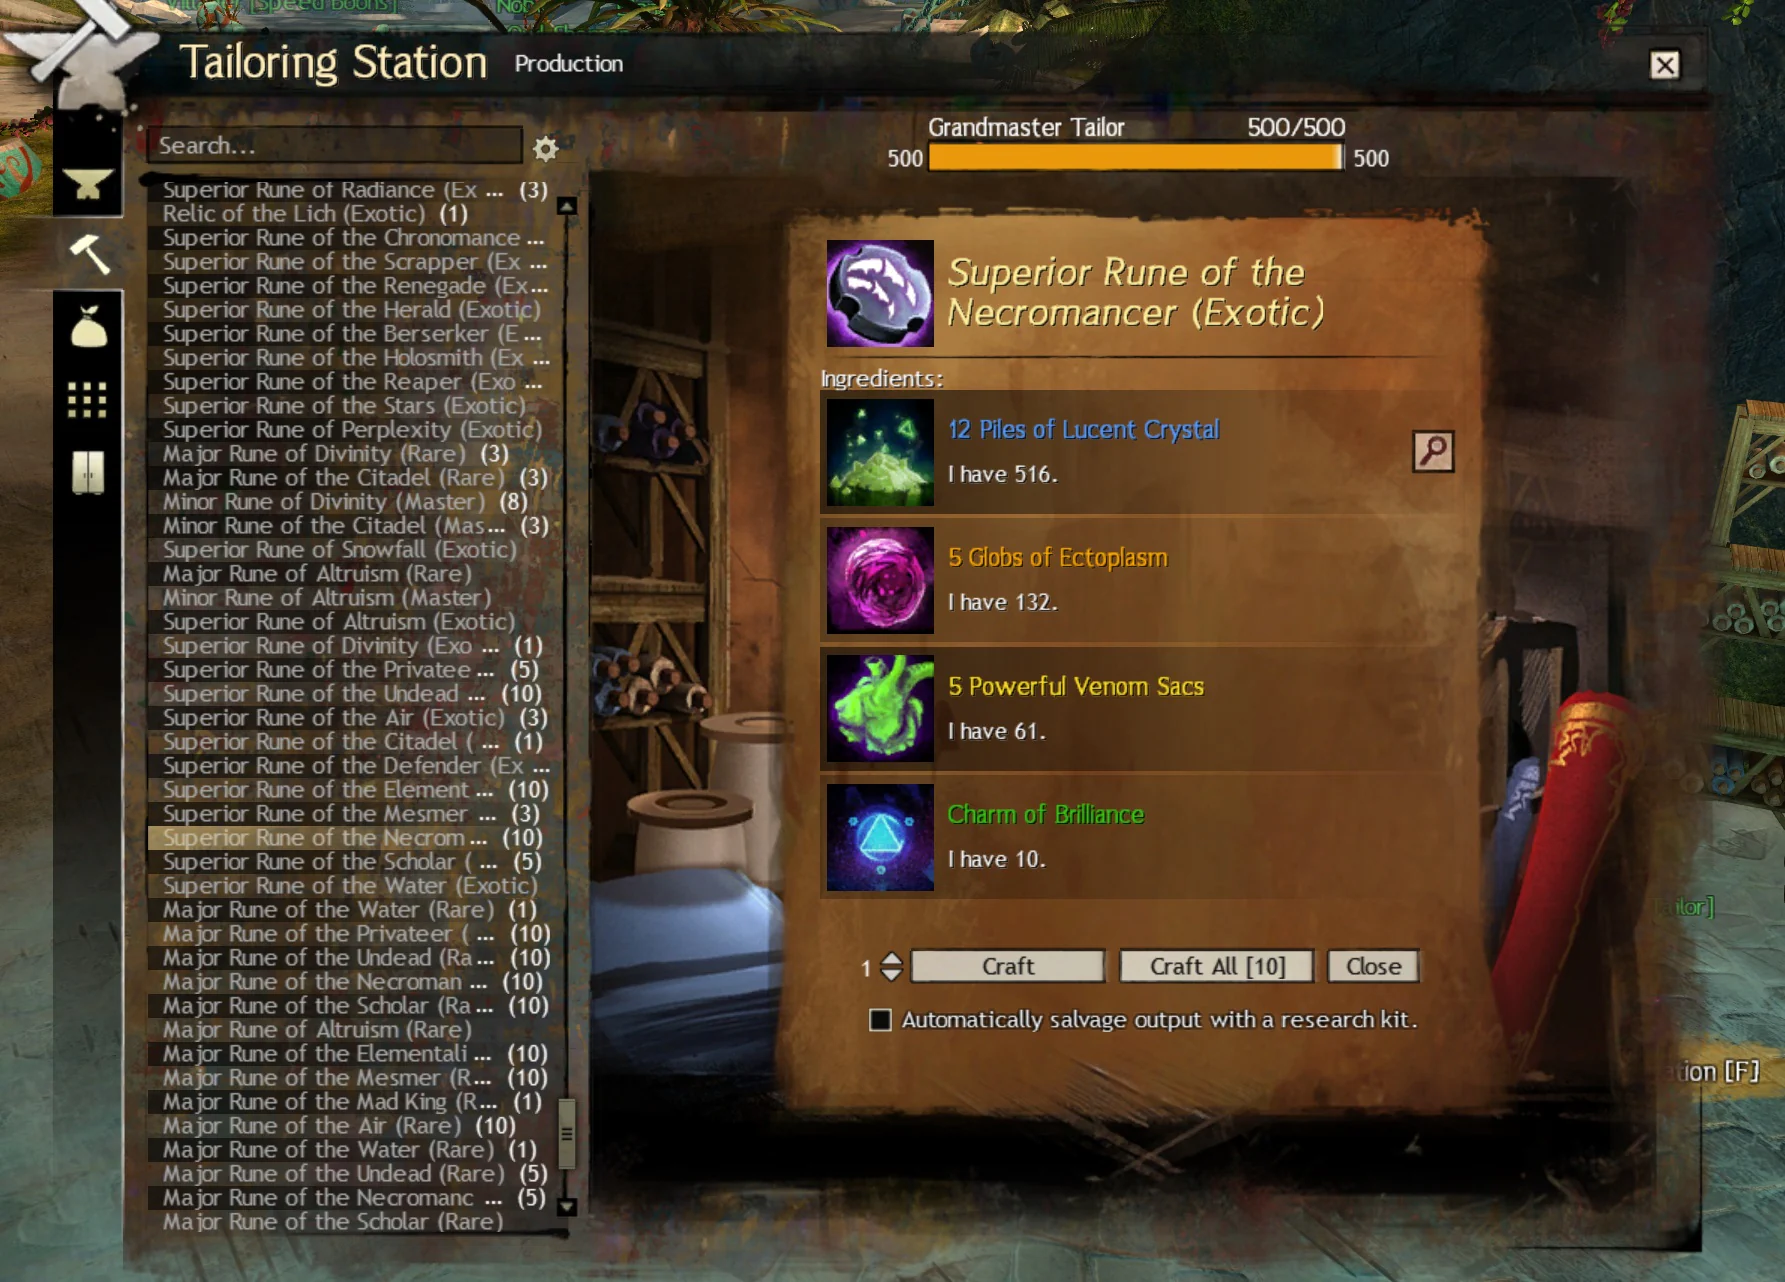 [Speed Boons]
Tailoring Station Production
Search...
Grandmaster Tailor 500/500
500 500
Superior Rune of Radiance (Ex ... (3)
Relic of the Lich (Exotic) (1)
Superior Rune of the Chronomance ...
Superior Rune of the Scrapper (Ex ...
Superior Rune of the Renegade (Ex...
Superior Rune of the Herald (Exotic)
Superior Rune of the Berserker (E ...
Superior Rune of the Holosmith (Ex ...
Superior Rune of the Reaper (Exo ...
Superior Rune of the Stars (Exotic)
Superior Rune of Perplexity (Exotic)
Major Rune of Divinity (Rare) (3)
Major Rune of the Citadel (Rare) (3)
Minor Rune of Divinity (Master) (8)
Minor Rune of the Citadel (Mas... (3)
Superior Rune of Snowfall (Exotic)
Major Rune of Altruism (Rare)
Minor Rune of Altruism (Master)
Superior Rune of Altruism (Exotic)
Superior Rune of Divinity (Exo ... (1)
Superior Rune of the Privatee ... (5)
Superior Rune of the Undead ... (10)
Superior Rune of the Air (Exotic) (3)
Superior Rune of the Citadel ( ... (1)
Superior Rune of the Defender (Ex ...
Superior Rune of the Element ... (10)
Superior Rune of the Mesmer ... (3)
Superior Rune of the Necrom ... (10)
Superior Rune of the Scholar ( ... (5)
Superior Rune of the Water (Exotic)
Major Rune of the Water (Rare) (1)
Major Rune of the Privateer ( ... (10)
Major Rune of the Undead (Ra ... (10)
Major Rune of the Necroman ... (10)
Major Rune of the Scholar (Ra ... (10)
Major Rune of Altruism (Rare)
Major Rune of the Elementali ... (10)
Major Rune of the Mesmer (R... (10)
Major Rune of the Mad King (R... (1)
Major Rune of the Air (Rare) (10)
Major Rune of the Water (Rare) (1)
Major Rune of the Undead (Rare) (5)
Major Rune of the Necromanc ... (5)
Major Rune of the Scholar (Rare)
Superior Rune of the
Necromancer (Exotic)
Ingredients:
12 Piles of Lucent Crystal
I have 516.
5 Globs of Ectoplasm
I have 132.
5 Powerful Venom Sacs
I have 61.
Charm of Brilliance
I have 10.
1 Craft Craft All [10] Close
Automatically salvage output with a research kit.
ilor]
tion [F]